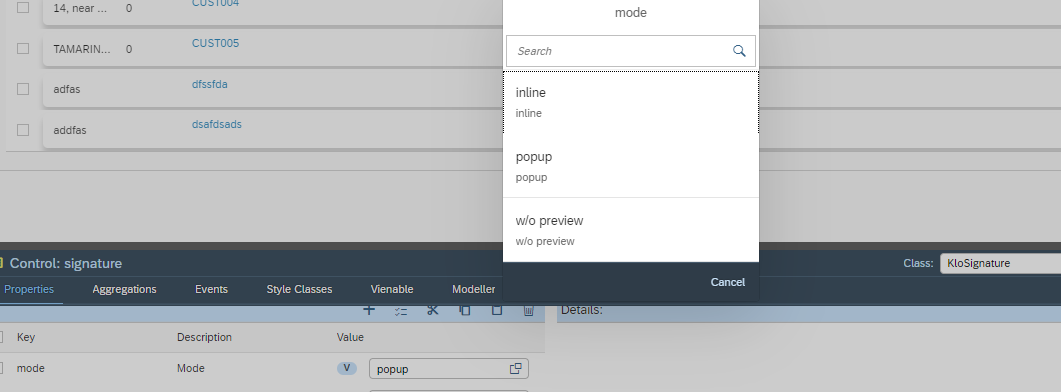 14, near ... 0 CUST004
TAMARIN... 0 CUST005
adfas dfssfda
addfas dsafdsads
mode
Search
inline
inline
popup
popup
w/o preview
w/o preview
Cancel
Control: signature Class: KloSignature
Properties Aggregations Events Style Classes Vienable Modeller
Details:
Key Description Value
mode Mode V popup